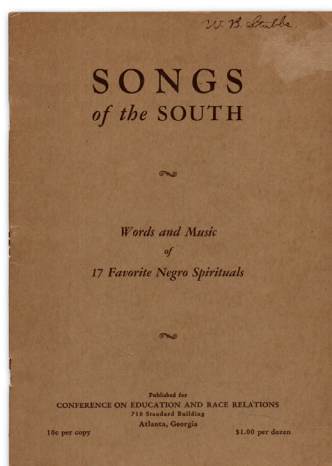 W. B. Stubbs
SONGS
of the SOUTH
Words and Music
of
17 Favorite Negro Spirituals
Published for
CONFERENCE ON EDUCATION AND RACE RELATIONS
710 Standard Building
Atlanta, Georgia
10c per copy $1.00 per dozen